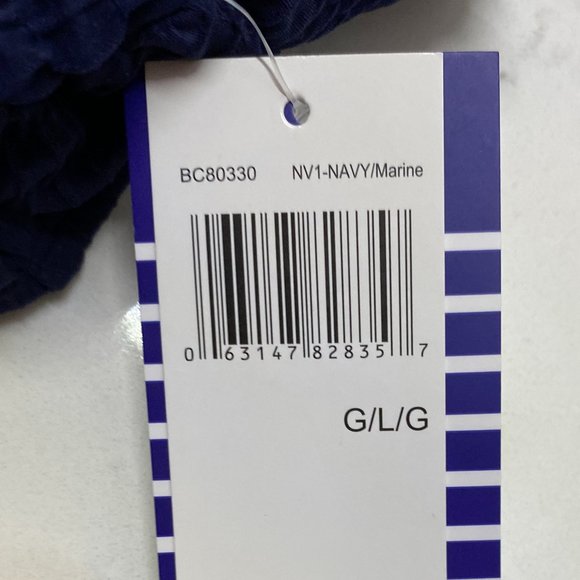 BC80330 NV1-NAVY/Marine
0 63147 82835 7
G/L/G